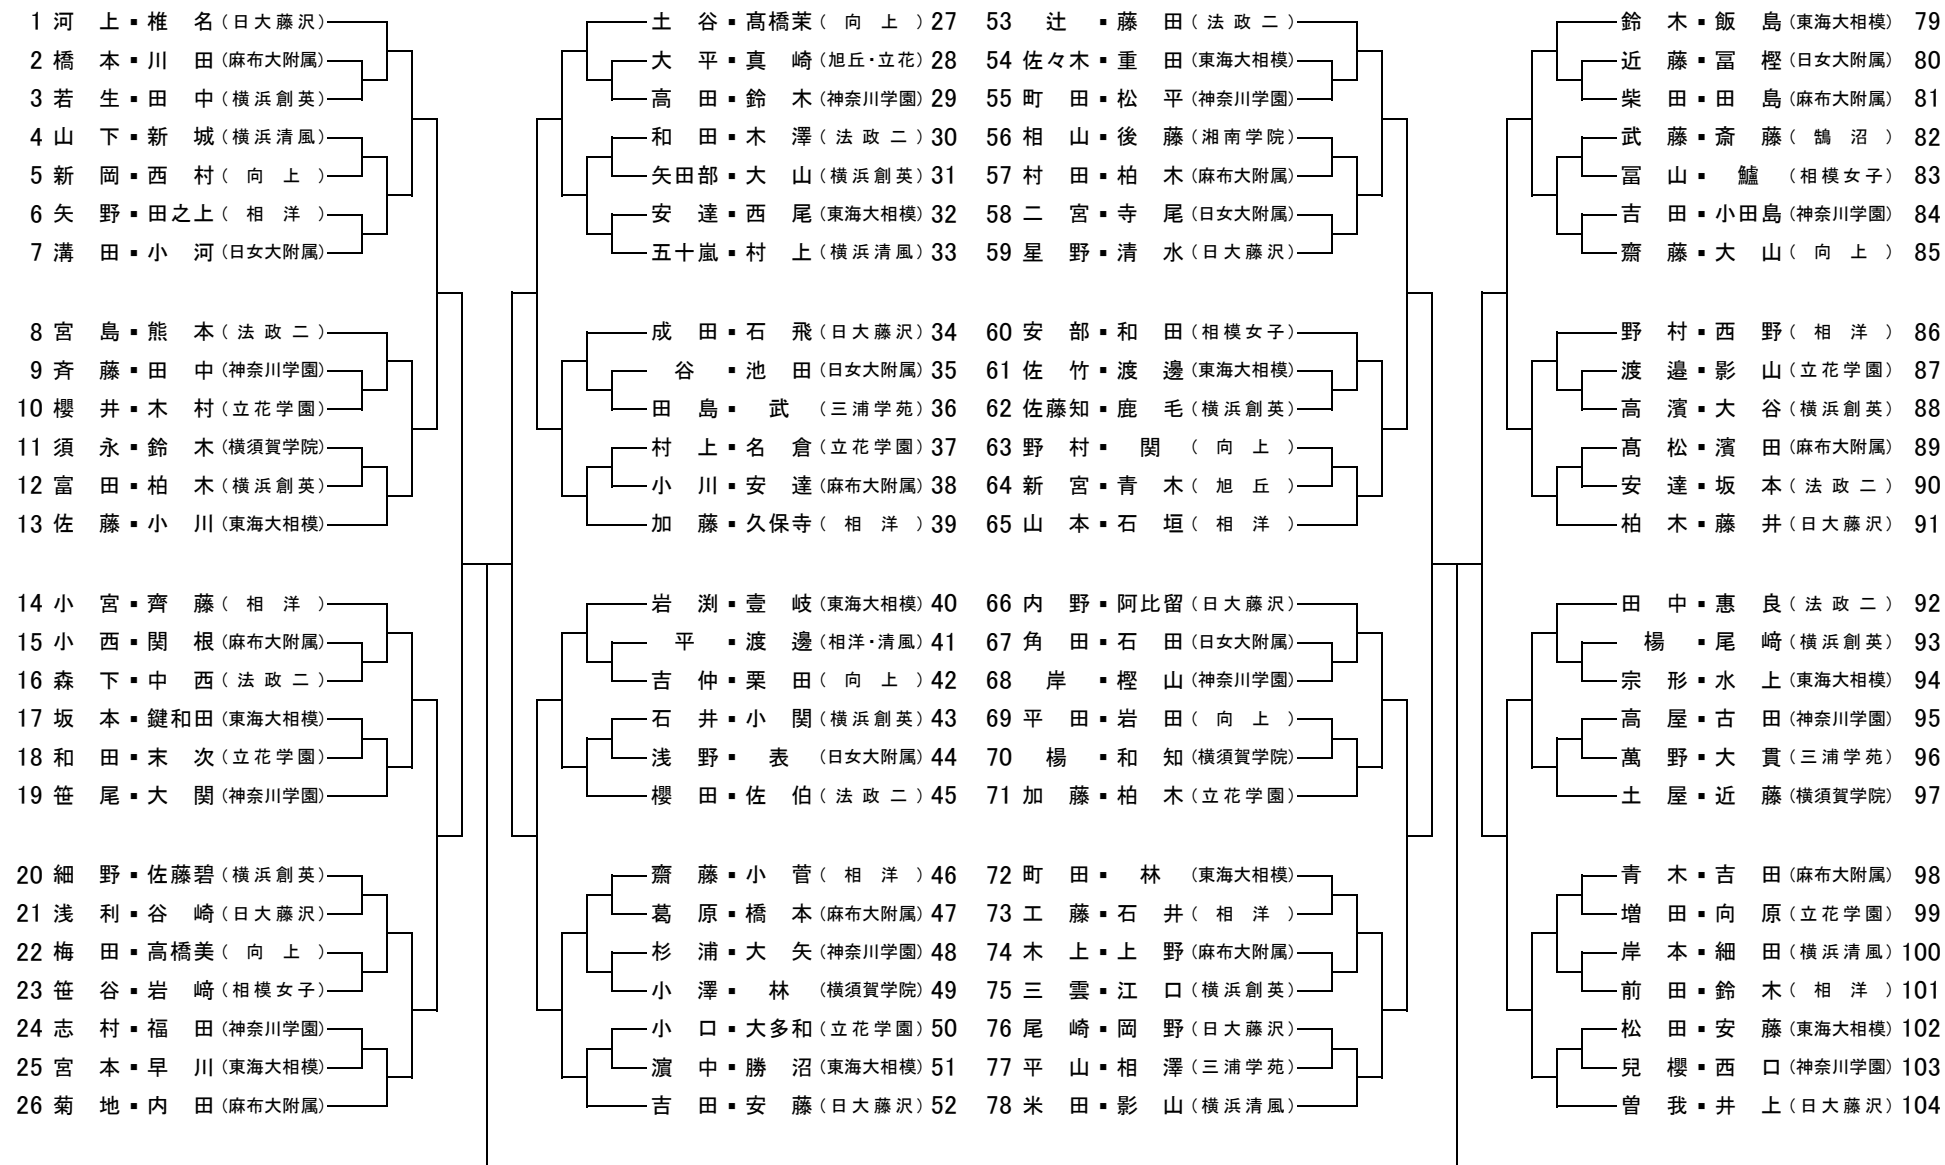 1 河上・椎名（日大藤沢）
2 橋本・川田（麻布大附属）
3 若生・田中（横浜創英）
4 山下・新城（横浜清風）
5 新岡・西村（向上）
6 矢野・田之上（相洋）
7 溝田・小河（日女大附属）
8 宮島・熊本（法政二）
9 斉藤・田中（神奈川学園）
10 櫻井・木村（立花学園）
11 須永・鈴木（横須賀学院）
12 富田・柏木（横浜創英）
13 佐藤・小川（東海大相模）
14 小宮・齊藤（相洋）
15 小西・関根（麻布大附属）
16 森下・中西（法政二）
17 坂本・鍵和田（東海大相模）
18 和田・末次（立花学園）
19 笹尾・大関（神奈川学園）
20 細野・佐藤碧（横浜創英）
21 浅利・谷崎（日大藤沢）
22 梅田・高橋美（向上）
23 笹谷・岩﨑（相模女子）
24 志村・福田（神奈川学園）
25 宮本・早川（東海大相模）
26 菊地・内田（麻布大附属）
土谷・髙橋茉（向上）27
大平・真崎（旭丘・立花）28
高田・鈴木（神奈川学園）29
和田・木澤（法政二）30
矢田部・大山（横浜創英）31
安達・西尾（東海大相模）32
五十嵐・村上（横浜清風）33
成田・石飛（日大藤沢）34
谷・池田（日女大附属）35
田島・武（三浦学苑）36
村上・名倉（立花学園）37
小川・安達（麻布大附属）38
加藤・久保寺（相洋）39
岩渕・壹岐（東海大相模）40
平・渡邊（相洋・清風）41
吉仲・栗田（向上）42
石井・小関（横浜創英）43
浅野・表（日女大附属）44
櫻田・佐伯（法政二）45
齋藤・小菅（相洋）46
葛原・橋本（麻布大附属）47
杉浦・大矢（神奈川学園）48
小澤・林（横須賀学院）49
小口・大多和（立花学園）50
濵中・勝沼（東海大相模）51
吉田・安藤（日大藤沢）52
53 辻・藤田（法政二）
54 佐々木・重田（東海大相模）
55 町田・松平（神奈川学園）
56 相山・後藤（湘南学院）
57 村田・柏木（麻布大附属）
58 二宮・寺尾（日女大附属）
59 星野・清水（日大藤沢）
60 安部・和田（相模女子）
61 佐竹・渡邊（東海大相模）
62 佐藤知・鹿毛（横浜創英）
63 野村・関（向上）
64 新宮・青木（旭丘）
65 山本・石垣（相洋）
66 内野・阿比留（日大藤沢）
67 角田・石田（日女大附属）
68 岸・樫山（神奈川学園）
69 平田・岩田（向上）
70 楊・和知（横須賀学院）
71 加藤・柏木（立花学園）
72 町田・林（東海大相模）
73 工藤・石井（相洋）
74 木上・上野（麻布大附属）
75 三雲・江口（横浜創英）
76 尾崎・岡野（日大藤沢）
77 平山・相澤（三浦学苑）
78 米田・影山（横浜清風）
鈴木・飯島（東海大相模）79
近藤・冨樫（日女大附属）80
柴田・田島（麻布大附属）81
武藤・斎藤（鵠沼）82
冨山・鱸（相模女子）83
吉田・小田島（神奈川学園）84
齋藤・大山（向上）85
野村・西野（相洋）86
渡邉・影山（立花学園）87
高濱・大谷（横浜創英）88
髙松・濱田（麻布大附属）89
安達・坂本（法政二）90
柏木・藤井（日大藤沢）91
田中・惠良（法政二）92
楊・尾﨑（横浜創英）93
宗形・水上（東海大相模）94
高屋・古田（神奈川学園）95
萬野・大貫（三浦学苑）96
土屋・近藤（横須賀学院）97
青木・吉田（麻布大附属）98
増田・向原（立花学園）99
岸本・細田（横浜清風）100
前田・鈴木（相洋）101
松田・安藤（東海大相模）102
兒櫻・西口（神奈川学園）103
曽我・井上（日大藤沢）104